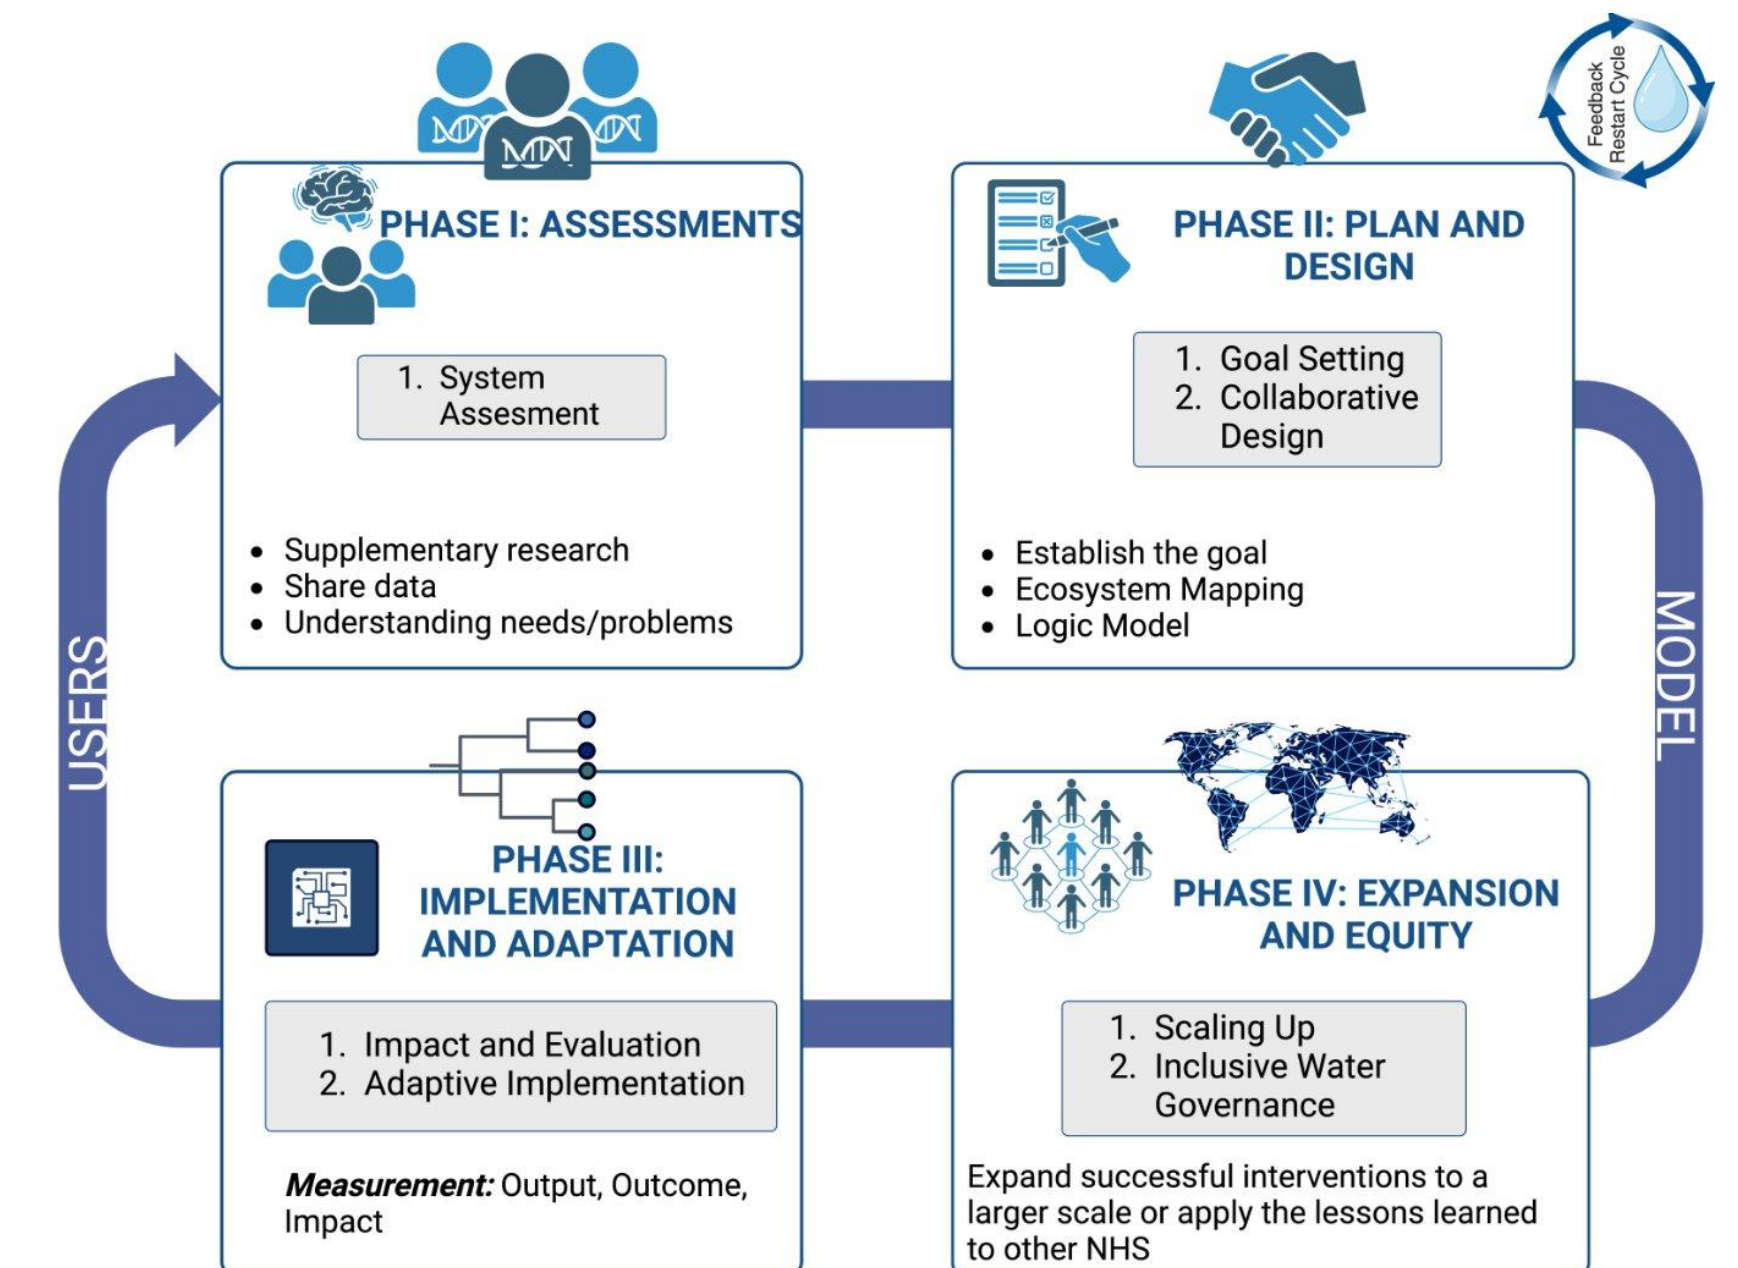 Feedback
Restart Cycle
PHASE I: ASSESSMENTS
1. System
Assesment
• Supplementary research
• Share data
• Understanding needs/problems
PHASE II: PLAN AND
DESIGN
1. Goal Setting
2. Collaborative
Design
• Establish the goal
• Ecosystem Mapping
• Logic Model
USERS
MODEL
PHASE III:
IMPLEMENTATION
AND ADAPTATION
1. Impact and Evaluation
2. Adaptive Implementation
Measurement: Output, Outcome,
Impact
PHASE IV: EXPANSION
AND EQUITY
1. Scaling Up
2. Inclusive Water
Governance
Expand successful interventions to a
larger scale or apply the lessons learned
to other NHS